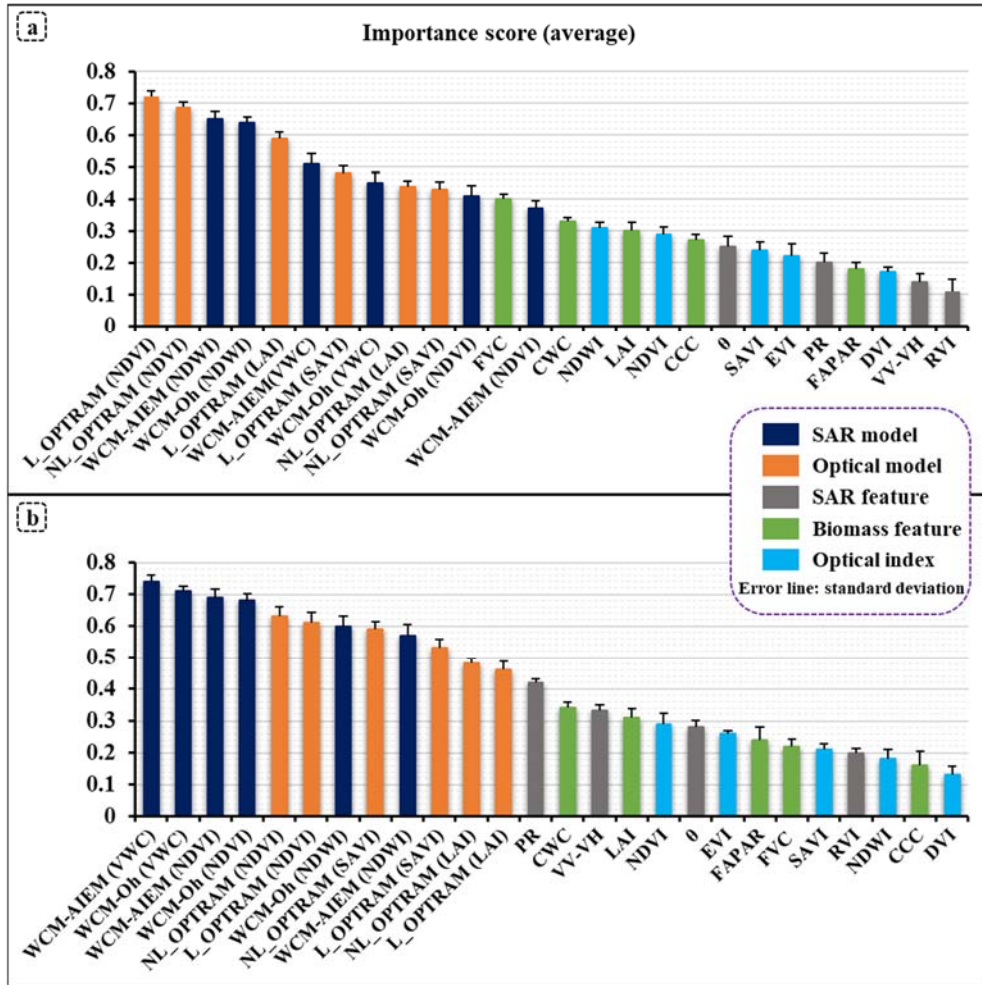 a
Importance score (average)
0.8
0.7
0.6
0.5
0.4
0.3
0.2
0.1
0
L_OPTRAM (NDVI)
NL_OPTRAM (NDVI)
WCM-AIEM (NDWI)
WCM-Oh (NDWI)
L_OPTRAM (LAI)
WCM-AIEM(VWC)
L_OPTRAM (SAVI)
WCM-Oh (VWC)
NL_OPTRAM (LAI)
NL_OPTRAM (SAVI)
WCM-Oh (NDVI)
FVC
WCM-AIEM (NDVI)
CWC
NDWI
LAI
NDVI
CCC
0
SAVI
EVI
PR
FAPAR
DVI
VV-VH
RVI
SAR model
Optical model
SAR feature
Biomass feature
Optical index
Error line: standard deviation
b
0.8
0.7
0.6
0.5
0.4
0.3
0.2
0.1
0
WCM-AIEM (VWC)
WCM-Oh (VWC)
WCM-AIEM (NDVI)
WCM-Oh (NDVI)
NL_OPTRAM (NDVI)
L_OPTRAM (NDVI)
WCM-Oh (NDWI)
NL_OPTRAM (SAVI)
WCM-AIEM (NDWI)
L_OPTRAM (SAVI)
NL_OPTRAM (LAI)
L_OPTRAM (LAI)
PR
CWC
VV-VH
LAI
NDVI
0
EVI
FAPAR
FVC
SAVI
RVI
NDWI
CCC
DVI